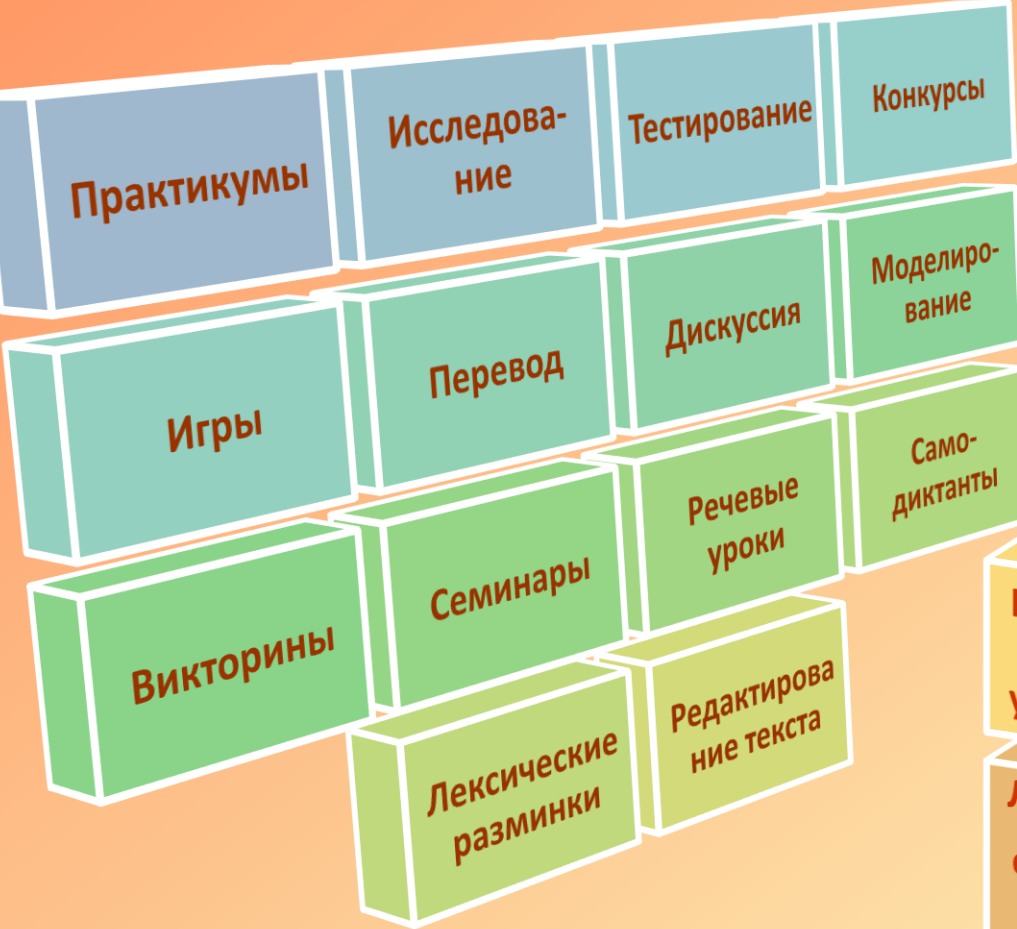 Практикумы
Исследова-
ние
Тестирование
Конкурсы
Игры
Перевод
Дискуссия
Моделиро-
вание
Викторины
Семинары
Речевые
уроки
Само-
диктанты
Лексические
разминки
Редактирова
ние текста